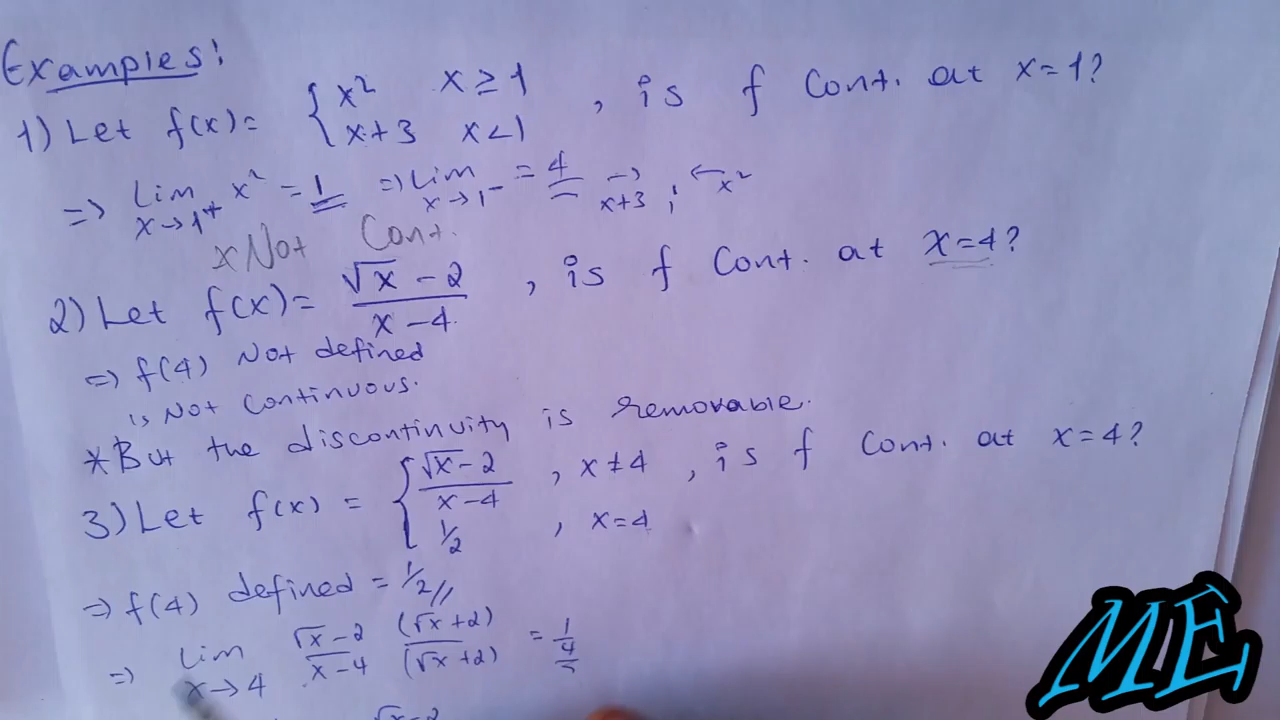 Examples:
1) Let f(x) = { x² x ≥ 1 , is f Cont. at x=1?
x+3 x<1
=> Lim x→1⁺ x² = 1 => Lim x→1⁻ = 4 → x+3 ; ← x²
x Not Cont.
2) Let f(x) = (√x - 2)/(x - 4) , is f Cont. at x=4?
=> f(4) Not defined
is Not Continuous.
*But the discontinuity is removable.
3) Let f(x) = { (√x - 2)/(x - 4) , x ≠ 4 , is f Cont. at x=4?
1/2 , x=4
=> f(4) defined = 1/2 //
=> Lim x→4 (√x - 2)/(x - 4) (√x + 2)/(√x + 2) = 1/4
√x-2
ME